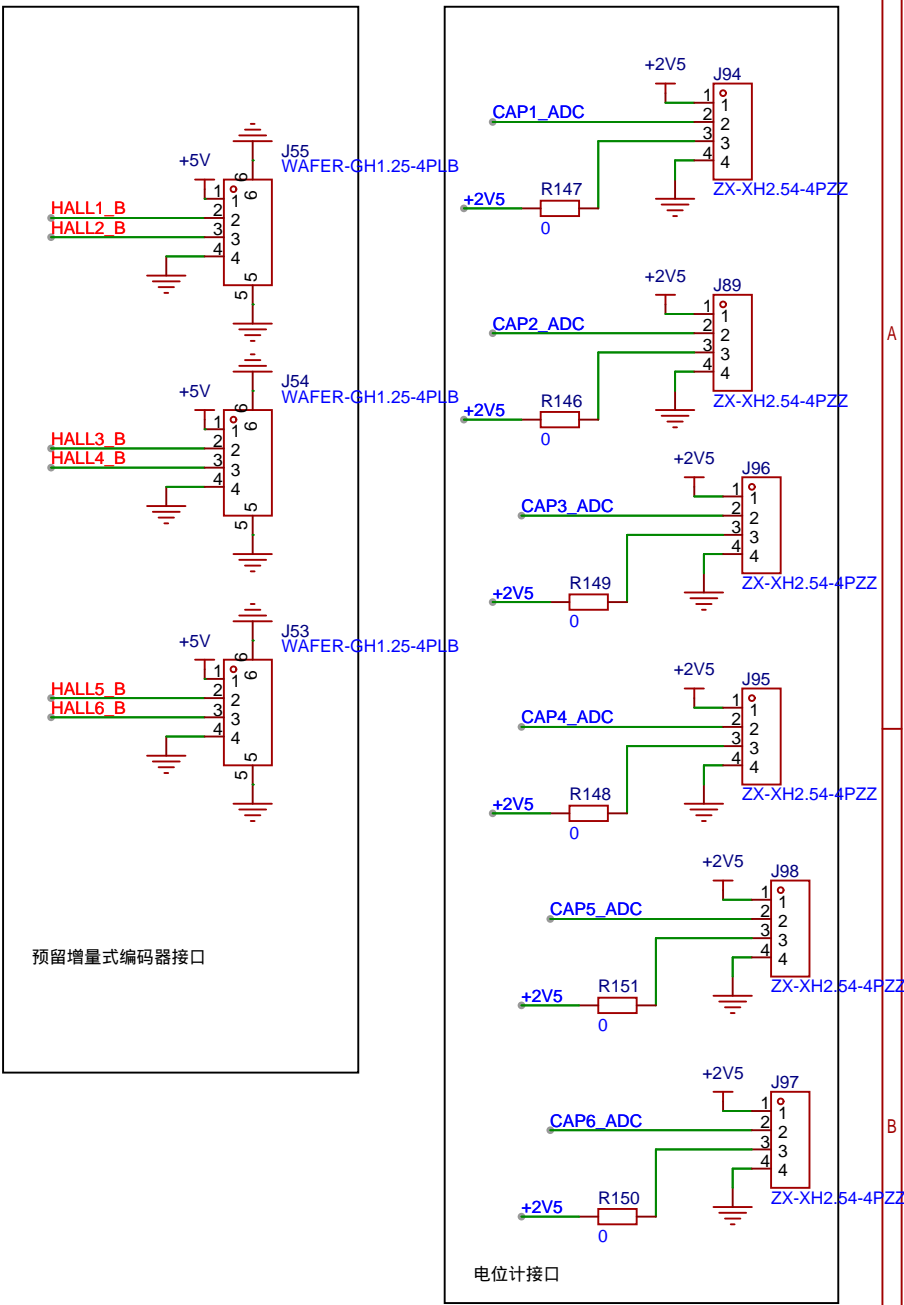 +5V
J55
WAFER-GH1.25-4PLB
HALL1_B
HALL2_B
1
2
3
4
1
2
3
4
6
6
5
5
+5V
J54
WAFER-GH1.25-4PLB
HALL3_B
HALL4_B
1
2
3
4
1
2
3
4
6
6
5
5
+5V
J53
WAFER-GH1.25-4PLB
HALL5_B
HALL6_B
1
2
3
4
1
2
3
4
6
6
5
5
预留增量式编码器接口
+2V5
J94
CAP1_ADC
1
2
3
4
1
2
3
4
ZX-XH2.54-4PZZ
+2V5
R147
0
+2V5
J89
CAP2_ADC
1
2
3
4
1
2
3
4
ZX-XH2.54-4PZZ
+2V5
R146
0
+2V5
J96
CAP3_ADC
1
2
3
4
1
2
3
4
ZX-XH2.54-4PZZ
+2V5
R149
0
+2V5
J95
CAP4_ADC
1
2
3
4
1
2
3
4
ZX-XH2.54-4PZZ
+2V5
R148
0
+2V5
J98
CAP5_ADC
1
2
3
4
1
2
3
4
ZX-XH2.54-4PZZ
+2V5
R151
0
+2V5
J97
CAP6_ADC
1
2
3
4
1
2
3
4
ZX-XH2.54-4PZZ
+2V5
R150
0
电位计接口
A
B